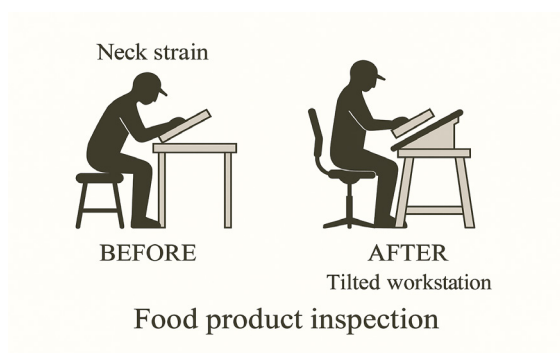 Neck strain
BEFORE
AFTER
Tilted workstation
Food product inspection